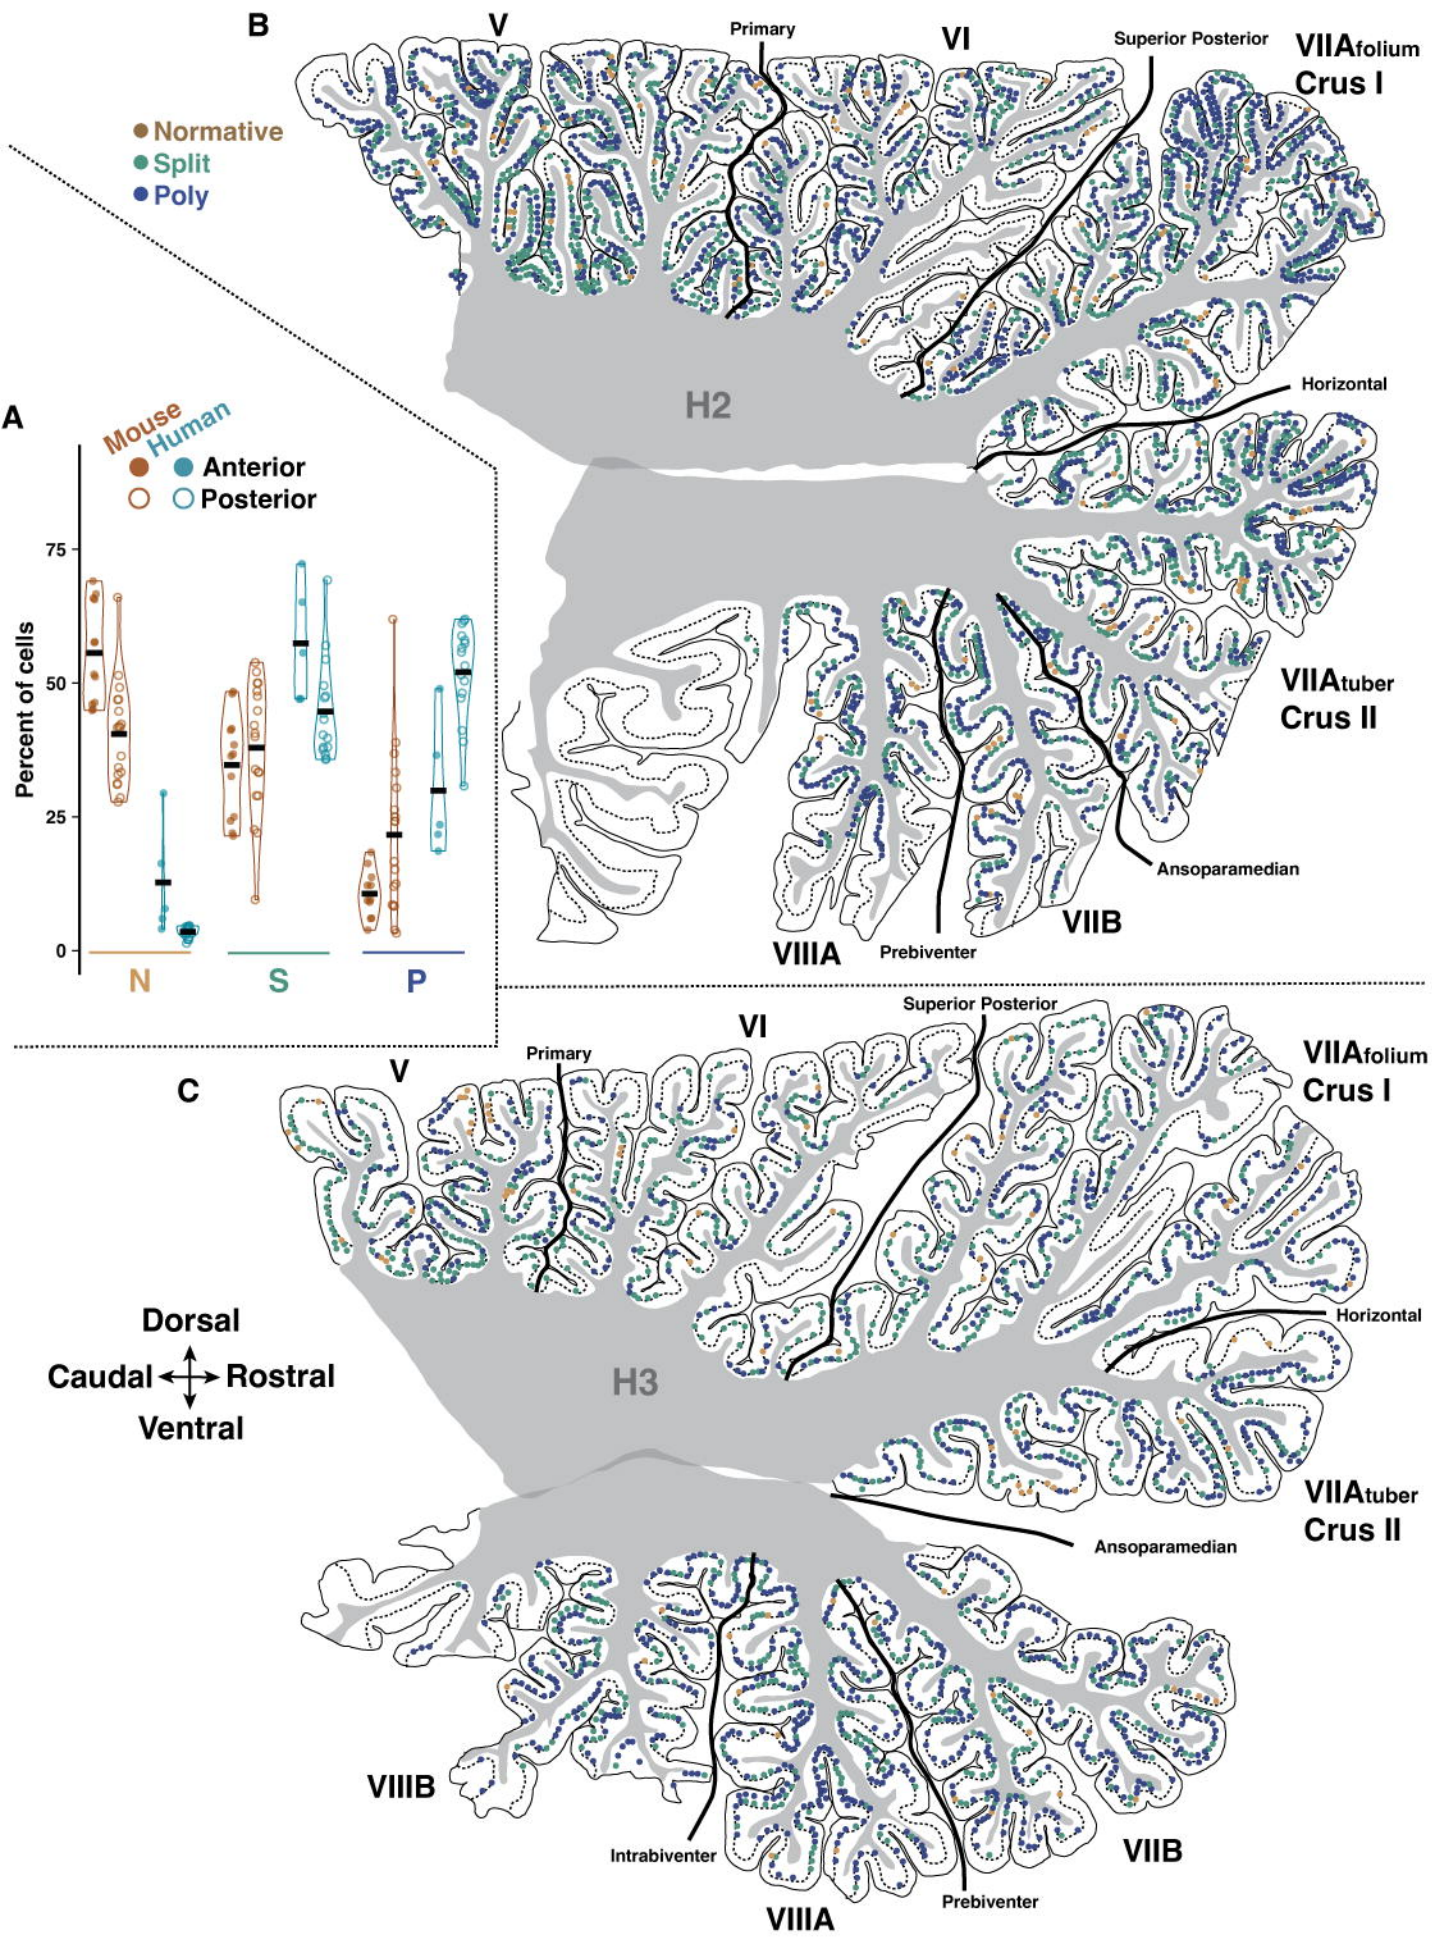 B
V
Primary
VI
Superior Posterior
VIIAfolium
Crus I
Normative
Split
Poly
Horizontal
H2
A
Mouse
Human
Anterior
Posterior
75
50
25
0
Percent of cells
N
S
P
VIIAtuber
Crus II
Ansoparamedian
VIIB
Prebiventer
VIIIA
C
V
Primary
VI
Superior Posterior
VIIAfolium
Crus I
Horizontal
Dorsal
Caudal
Rostral
Ventral
H3
VIIAtuber
Crus II
Ansoparamedian
VIIIB
Intrabiventer
VIIB
Prebiventer
VIIIA